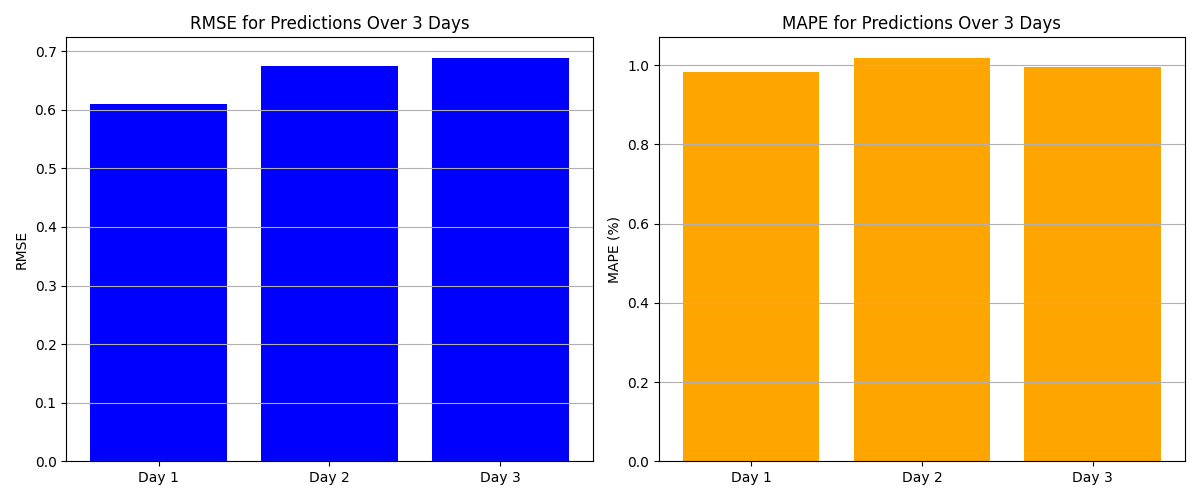 RMSE for Predictions Over 3 Days
RMSE
0.7
0.6
0.5
0.4
0.3
0.2
0.1
0.0
Day 1
Day 2
Day 3
MAPE for Predictions Over 3 Days
MAPE (%)
1.0
0.8
0.6
0.4
0.2
0.0
Day 1
Day 2
Day 3